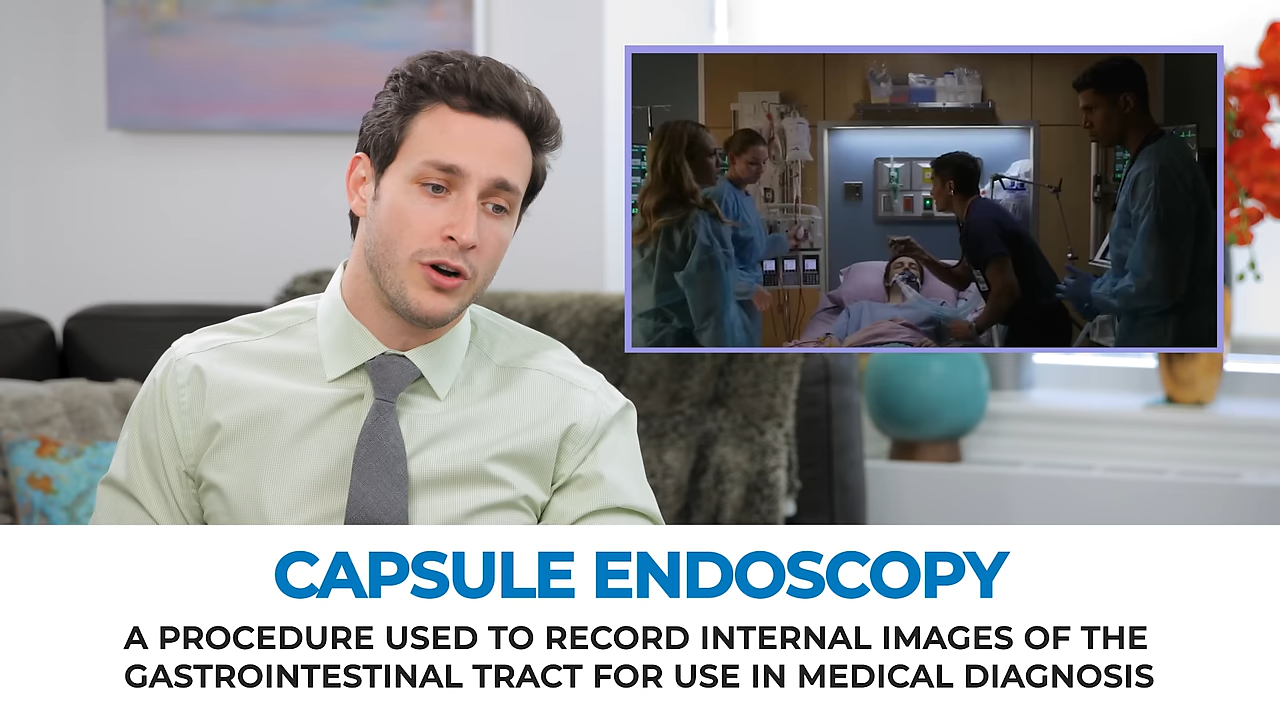 CAPSULE ENDOSCOPY
A PROCEDURE USED TO RECORD INTERNAL IMAGES OF THE
GASTROINTESTINAL TRACT FOR USE IN MEDICAL DIAGNOSIS